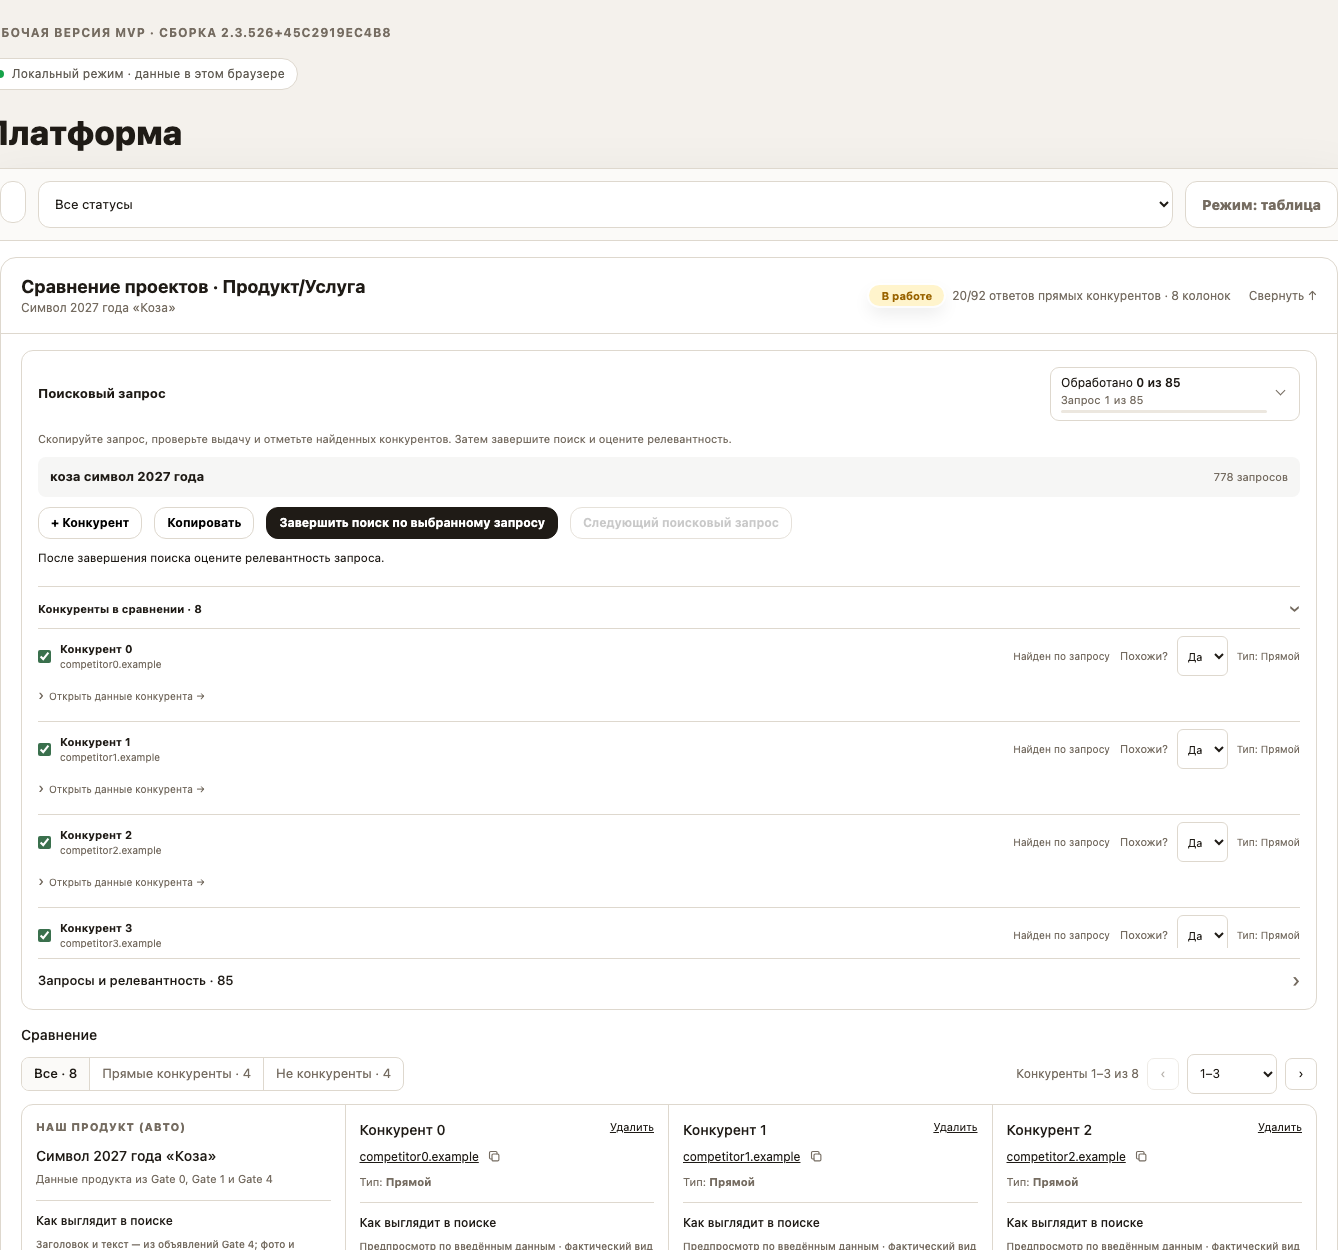 БОЧАЯ ВЕРСИЯ MVP · СБОРКА 2.3.526+45C2919EC4B8
Локальный режим · данные в этом браузере
Платформа
Все статусы
Режим: таблица
Сравнение проектов · Продукт/Услуга
Символ 2027 года «Коза»
В работе 20/92 ответов прямых конкурентов · 8 колонок Свернуть ↑
Поисковый запрос
Обработано 0 из 85
Запрос 1 из 85
Скопируйте запрос, проверьте выдачу и отметьте найденных конкурентов. Затем завершите поиск и оцените релевантность.
коза символ 2027 года 778 запросов
+ Конкурент Копировать Завершить поиск по выбранному запросу Следующий поисковый запрос
После завершения поиска оцените релевантность запроса.
Конкуренты в сравнении · 8
Конкурент 0
competitor0.example
Найден по запросу Похожи? Да Тип: Прямой
› Открыть данные конкурента →
Конкурент 1
competitor1.example
Найден по запросу Похожи? Да Тип: Прямой
› Открыть данные конкурента →
Конкурент 2
competitor2.example
Найден по запросу Похожи? Да Тип: Прямой
› Открыть данные конкурента →
Конкурент 3
competitor3.example
Найден по запросу Похожи? Да Тип: Прямой
Запросы и релевантность · 85
Сравнение
Все · 8 Прямые конкуренты · 4 Не конкуренты · 4
Конкуренты 1–3 из 8 ‹ 1–3 ›
НАШ ПРОДУКТ (АВТО)
Символ 2027 года «Коза»
Данные продукта из Gate 0, Gate 1 и Gate 4
Как выглядит в поиске
Заголовок и текст — из объявлений Gate 4; фото и
Конкурент 0 Удалить
competitor0.example
Тип: Прямой
Как выглядит в поиске
Предпросмотр по введённым данным · фактический вид
Конкурент 1 Удалить
competitor1.example
Тип: Прямой
Как выглядит в поиске
Предпросмотр по введённым данным · фактический вид
Конкурент 2 Удалить
competitor2.example
Тип: Прямой
Как выглядит в поиске
Предпросмотр по введённым данным · фактический вид